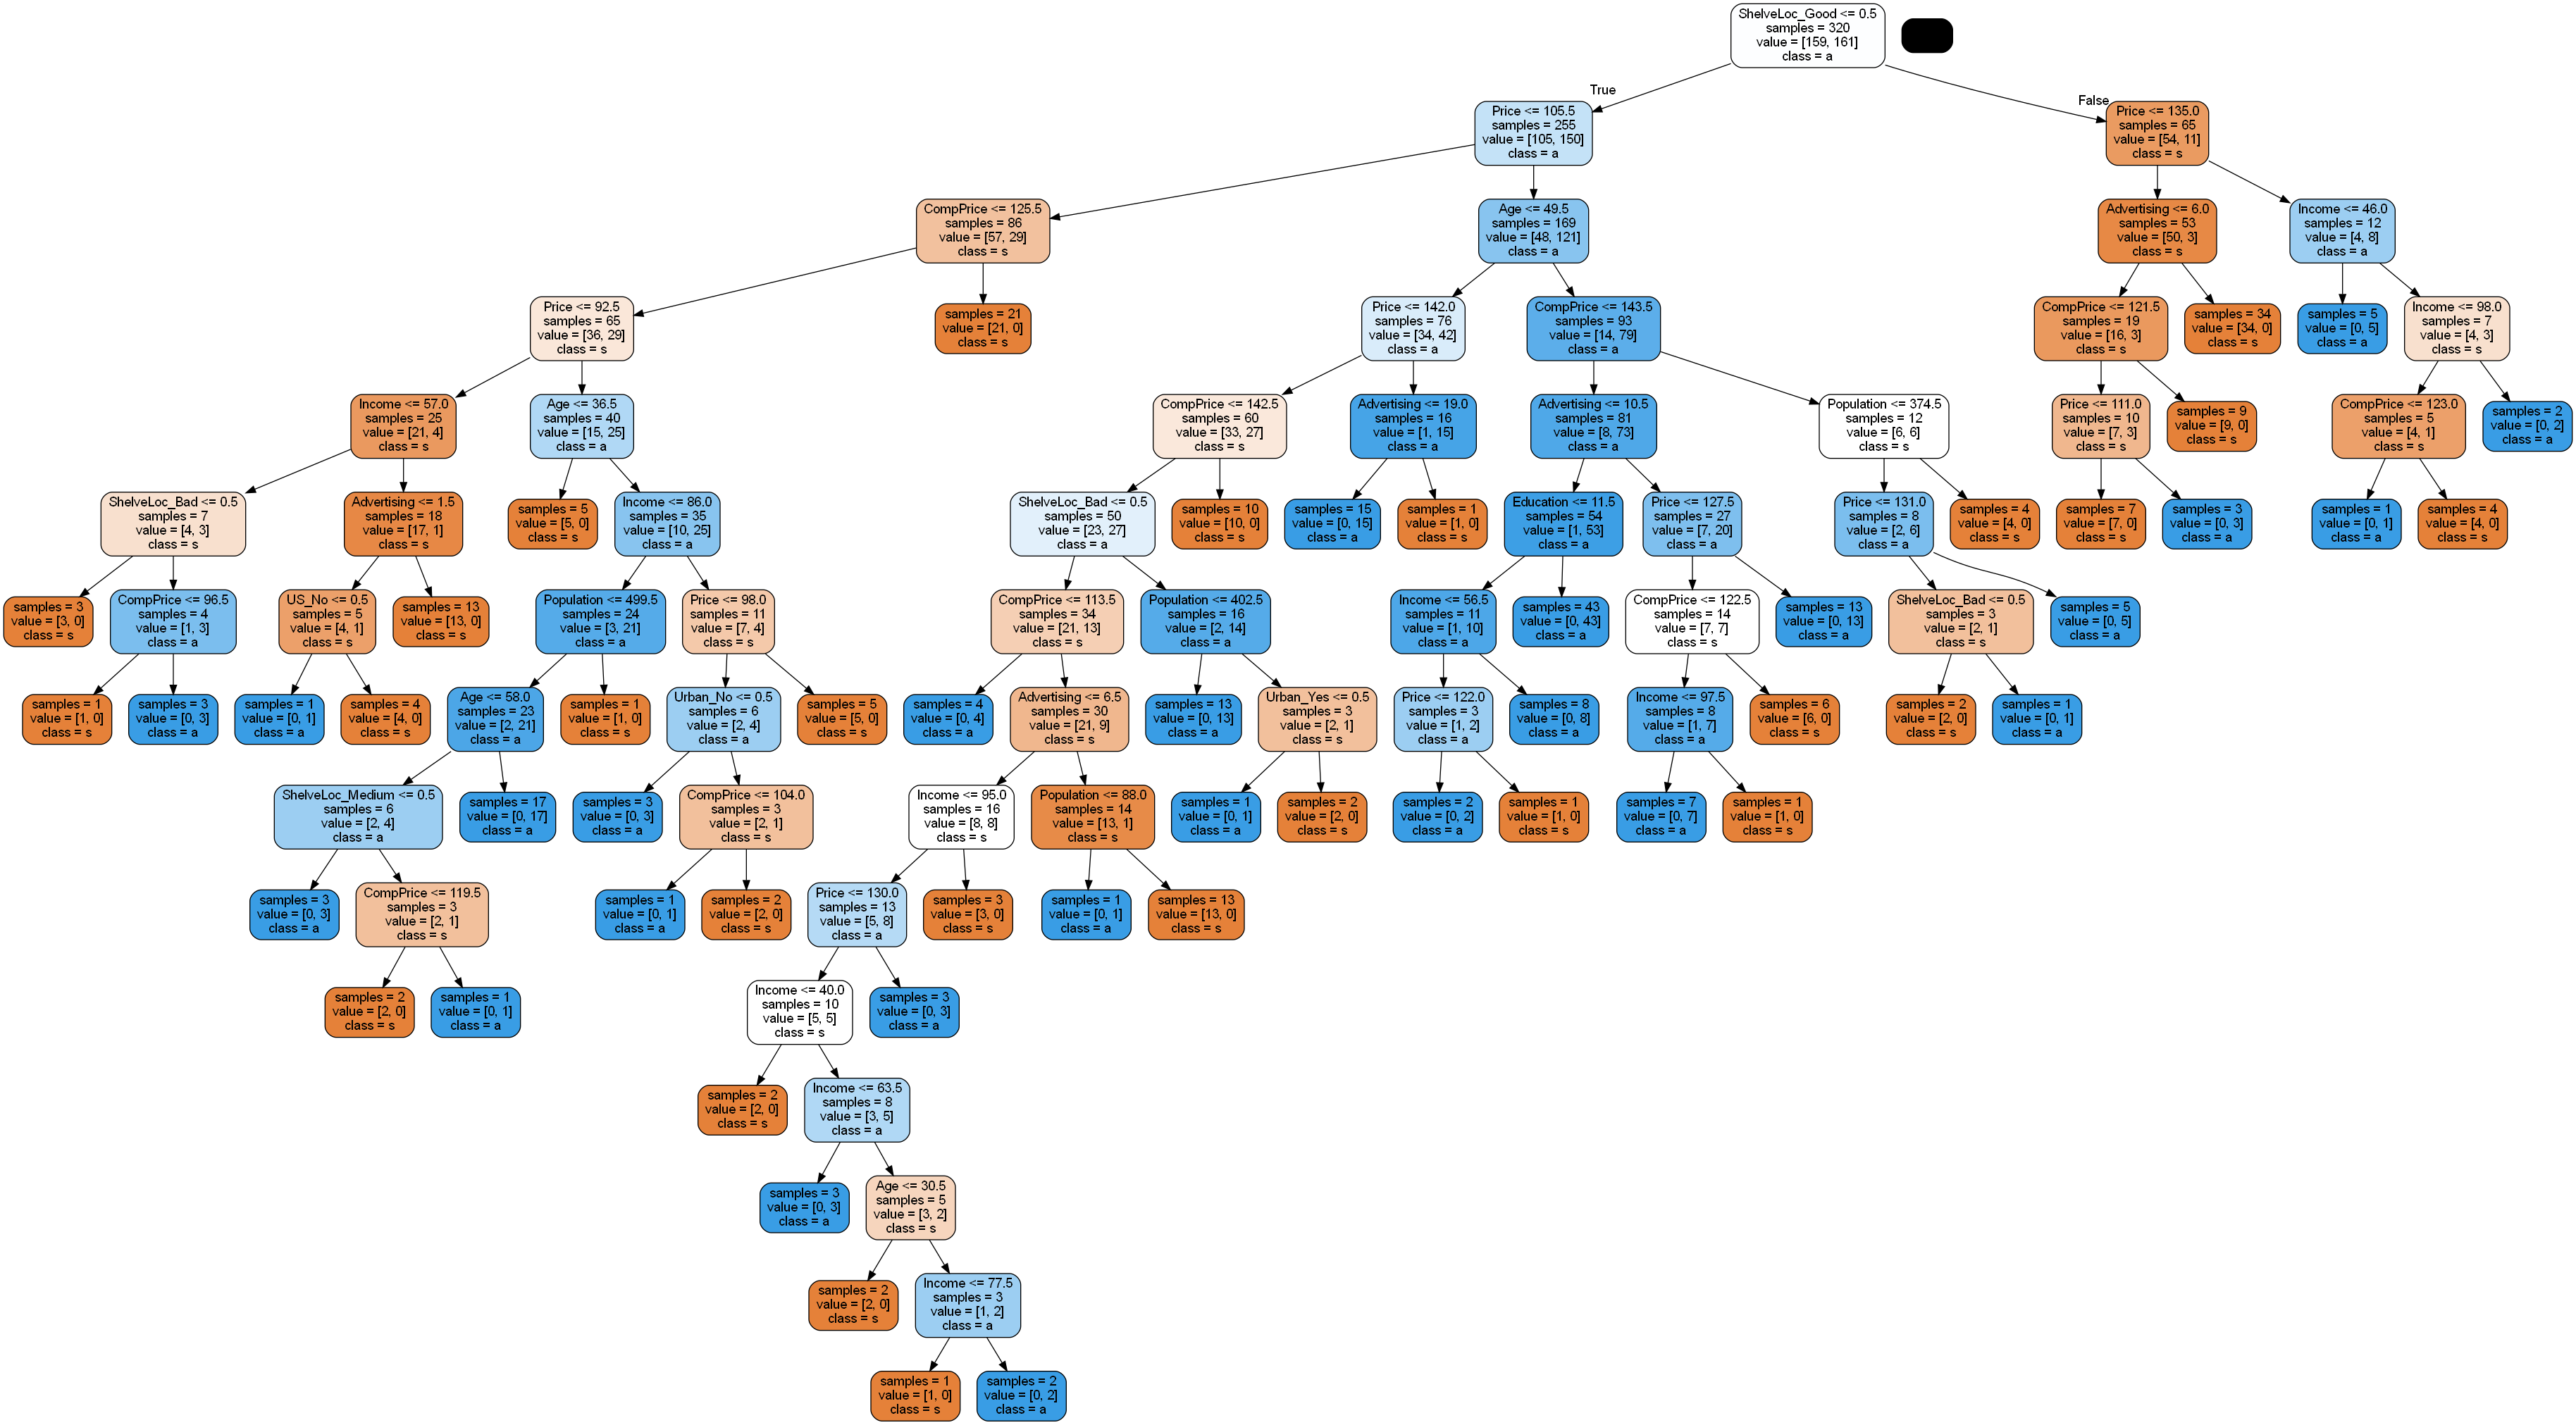 ShelveLoc_Good <= 0.5
samples = 320
value = [159, 161]
class = a
True
False
Price <= 105.5
samples = 255
value = [105, 150]
class = a
Price <= 135.0
samples = 65
value = [54, 11]
class = s
CompPrice <= 125.5
samples = 86
value = [57, 29]
class = s
Age <= 49.5
samples = 169
value = [48, 121]
class = a
Advertising <= 6.0
samples = 53
value = [50, 3]
class = s
Income <= 46.0
samples = 12
value = [4, 8]
class = a
Price <= 92.5
samples = 65
value = [36, 29]
class = s
samples = 21
value = [21, 0]
class = s
Price <= 142.0
samples = 76
value = [34, 42]
class = a
CompPrice <= 143.5
samples = 93
value = [14, 79]
class = a
CompPrice <= 121.5
samples = 19
value = [16, 3]
class = s
samples = 34
value = [34, 0]
class = s
samples = 5
value = [0, 5]
class = a
Income <= 98.0
samples = 7
value = [4, 3]
class = s
Income <= 57.0
samples = 25
value = [21, 4]
class = s
Age <= 36.5
samples = 40
value = [15, 25]
class = a
CompPrice <= 142.5
samples = 60
value = [33, 27]
class = s
Advertising <= 19.0
samples = 16
value = [1, 15]
class = a
Advertising <= 10.5
samples = 81
value = [8, 73]
class = a
Population <= 374.5
samples = 12
value = [6, 6]
class = s
Price <= 111.0
samples = 10
value = [7, 3]
class = s
samples = 9
value = [9, 0]
class = s
CompPrice <= 123.0
samples = 5
value = [4, 1]
class = s
samples = 2
value = [0, 2]
class = a
ShelveLoc_Bad <= 0.5
samples = 7
value = [4, 3]
class = s
Advertising <= 1.5
samples = 18
value = [17, 1]
class = s
samples = 5
value = [5, 0]
class = s
Income <= 86.0
samples = 35
value = [10, 25]
class = a
ShelveLoc_Bad <= 0.5
samples = 50
value = [23, 27]
class = a
samples = 10
value = [10, 0]
class = s
samples = 15
value = [0, 15]
class = a
samples = 1
value = [1, 0]
class = s
Education <= 11.5
samples = 54
value = [1, 53]
class = a
Price <= 127.5
samples = 27
value = [7, 20]
class = a
Price <= 131.0
samples = 8
value = [2, 6]
class = a
samples = 4
value = [4, 0]
class = s
samples = 7
value = [7, 0]
class = s
samples = 3
value = [0, 3]
class = a
samples = 1
value = [0, 1]
class = a
samples = 4
value = [4, 0]
class = s
samples = 3
value = [3, 0]
class = s
CompPrice <= 96.5
samples = 4
value = [1, 3]
class = a
US_No <= 0.5
samples = 5
value = [4, 1]
class = s
samples = 13
value = [13, 0]
class = s
Population <= 499.5
samples = 24
value = [3, 21]
class = a
Price <= 98.0
samples = 11
value = [7, 4]
class = s
CompPrice <= 113.5
samples = 34
value = [21, 13]
class = s
Population <= 402.5
samples = 16
value = [2, 14]
class = a
Income <= 56.5
samples = 11
value = [1, 10]
class = a
samples = 43
value = [0, 43]
class = a
CompPrice <= 122.5
samples = 14
value = [7, 7]
class = s
samples = 13
value = [0, 13]
class = a
ShelveLoc_Bad <= 0.5
samples = 3
value = [2, 1]
class = s
samples = 5
value = [0, 5]
class = a
samples = 1
value = [1, 0]
class = s
samples = 3
value = [0, 3]
class = a
samples = 1
value = [0, 1]
class = a
samples = 4
value = [4, 0]
class = s
Age <= 58.0
samples = 23
value = [2, 21]
class = a
samples = 1
value = [1, 0]
class = s
Urban_No <= 0.5
samples = 6
value = [2, 4]
class = a
samples = 5
value = [5, 0]
class = s
samples = 4
value = [0, 4]
class = a
Advertising <= 6.5
samples = 30
value = [21, 9]
class = s
samples = 13
value = [0, 13]
class = a
Urban_Yes <= 0.5
samples = 3
value = [2, 1]
class = s
Price <= 122.0
samples = 3
value = [1, 2]
class = a
samples = 8
value = [0, 8]
class = a
Income <= 97.5
samples = 8
value = [1, 7]
class = a
samples = 6
value = [6, 0]
class = s
samples = 2
value = [2, 0]
class = s
samples = 1
value = [0, 1]
class = a
ShelveLoc_Medium <= 0.5
samples = 6
value = [2, 4]
class = a
samples = 17
value = [0, 17]
class = a
samples = 3
value = [0, 3]
class = a
CompPrice <= 104.0
samples = 3
value = [2, 1]
class = s
Income <= 95.0
samples = 16
value = [8, 8]
class = s
Population <= 88.0
samples = 14
value = [13, 1]
class = s
samples = 1
value = [0, 1]
class = a
samples = 2
value = [2, 0]
class = s
samples = 2
value = [0, 2]
class = a
samples = 1
value = [1, 0]
class = s
samples = 7
value = [0, 7]
class = a
samples = 1
value = [1, 0]
class = s
samples = 3
value = [0, 3]
class = a
CompPrice <= 119.5
samples = 3
value = [2, 1]
class = s
samples = 1
value = [0, 1]
class = a
samples = 2
value = [2, 0]
class = s
Price <= 130.0
samples = 13
value = [5, 8]
class = a
samples = 3
value = [3, 0]
class = s
samples = 1
value = [0, 1]
class = a
samples = 13
value = [13, 0]
class = s
samples = 2
value = [2, 0]
class = s
samples = 1
value = [0, 1]
class = a
Income <= 40.0
samples = 10
value = [5, 5]
class = s
samples = 3
value = [0, 3]
class = a
samples = 2
value = [2, 0]
class = s
Income <= 63.5
samples = 8
value = [3, 5]
class = a
samples = 3
value = [0, 3]
class = a
Age <= 30.5
samples = 5
value = [3, 2]
class = s
samples = 2
value = [2, 0]
class = s
Income <= 77.5
samples = 3
value = [1, 2]
class = a
samples = 1
value = [1, 0]
class = s
samples = 2
value = [0, 2]
class = a